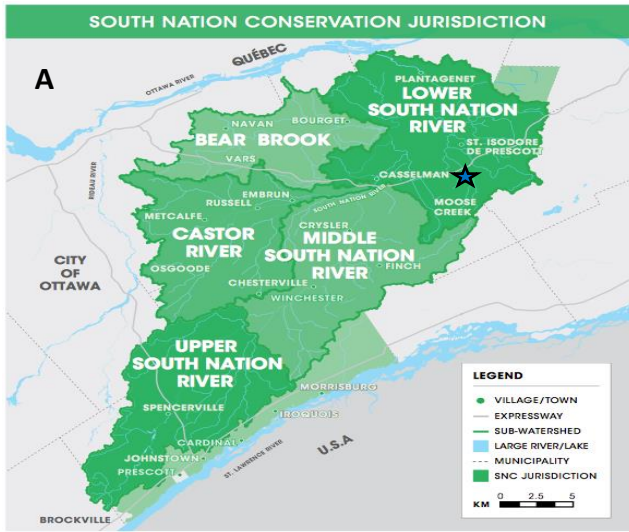 SOUTH NATION CONSERVATION JURISDICTION
A
QUÉBEC
OTTAWA RIVER
PLANTAGENET
LOWER
SOUTH NATION
RIVER
NAVAN
BOURGET
BEAR BROOK
VARS
ST. ISODORE
DE PRESCOTT
CASSELMAN
RIDEAU RIVER
EMBRUN
RUSSELL
SOUTH NATION RIVER
MOOSE
CREEK
METCALFE
CASTOR
RIVER
CRYSLER
MIDDLE
SOUTH NATION
RIVER
FINCH
CITY
OF
OTTAWA
OSGOODE
CHESTERVILLE
WINCHESTER
UPPER
SOUTH NATION
RIVER
SPENCERVILLE
MORRISBURG
IROQUOIS
CARDINAL
U.S.A
JOHNSTOWN
PRESCOTT
ST. LAWRENCE RIVER
BROCKVILLE
LEGEND
VILLAGE/TOWN
EXPRESSWAY
SUB-WATERSHED
LARGE RIVER/LAKE
MUNICIPALITY
SNC JURISDICTION
0 2.5 5
KM